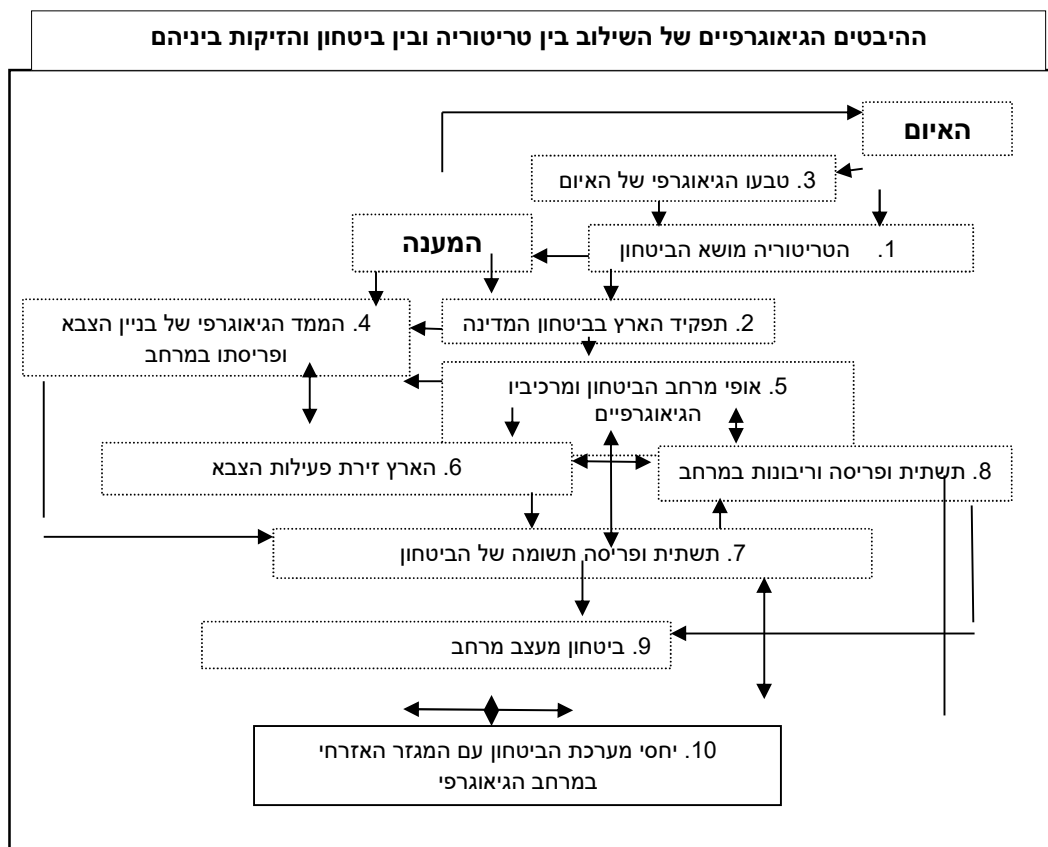 ההיבטים הגיאוגרפיים של השילוב בין טריטוריה ובין ביטחון והזיקות ביניהם
האיום
3. טבעו הגיאוגרפי של האיום
המענה
1. הטריטוריה מושא הביטחון
2. תפקיד הארץ בביטחון המדינה
4. הממד הגיאוגרפי של בניין הצבא
ופריסתו במרחב
5. אופי מרחב הביטחון ומרכיביו
הגיאוגרפיים
8. תשתית ופריסה וריבונות במרחב
6. הארץ זירת פעילות הצבא
7. תשתית ופריסה תשומה של הביטחון
9. ביטחון מעצב מרחב
10. יחסי מערכת הביטחון עם המגזר האזרחי
במרחב הגיאוגרפי